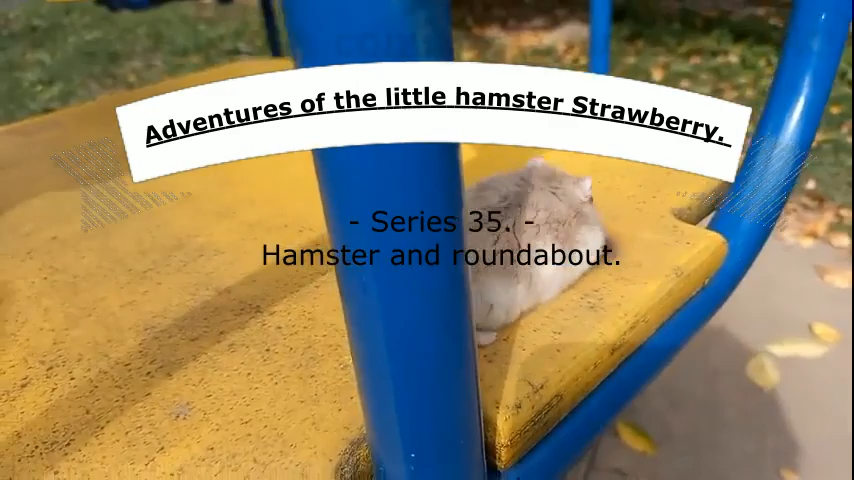 Adventures of the little hamster Strawberry.
- Series 35. -
Hamster and roundabout.